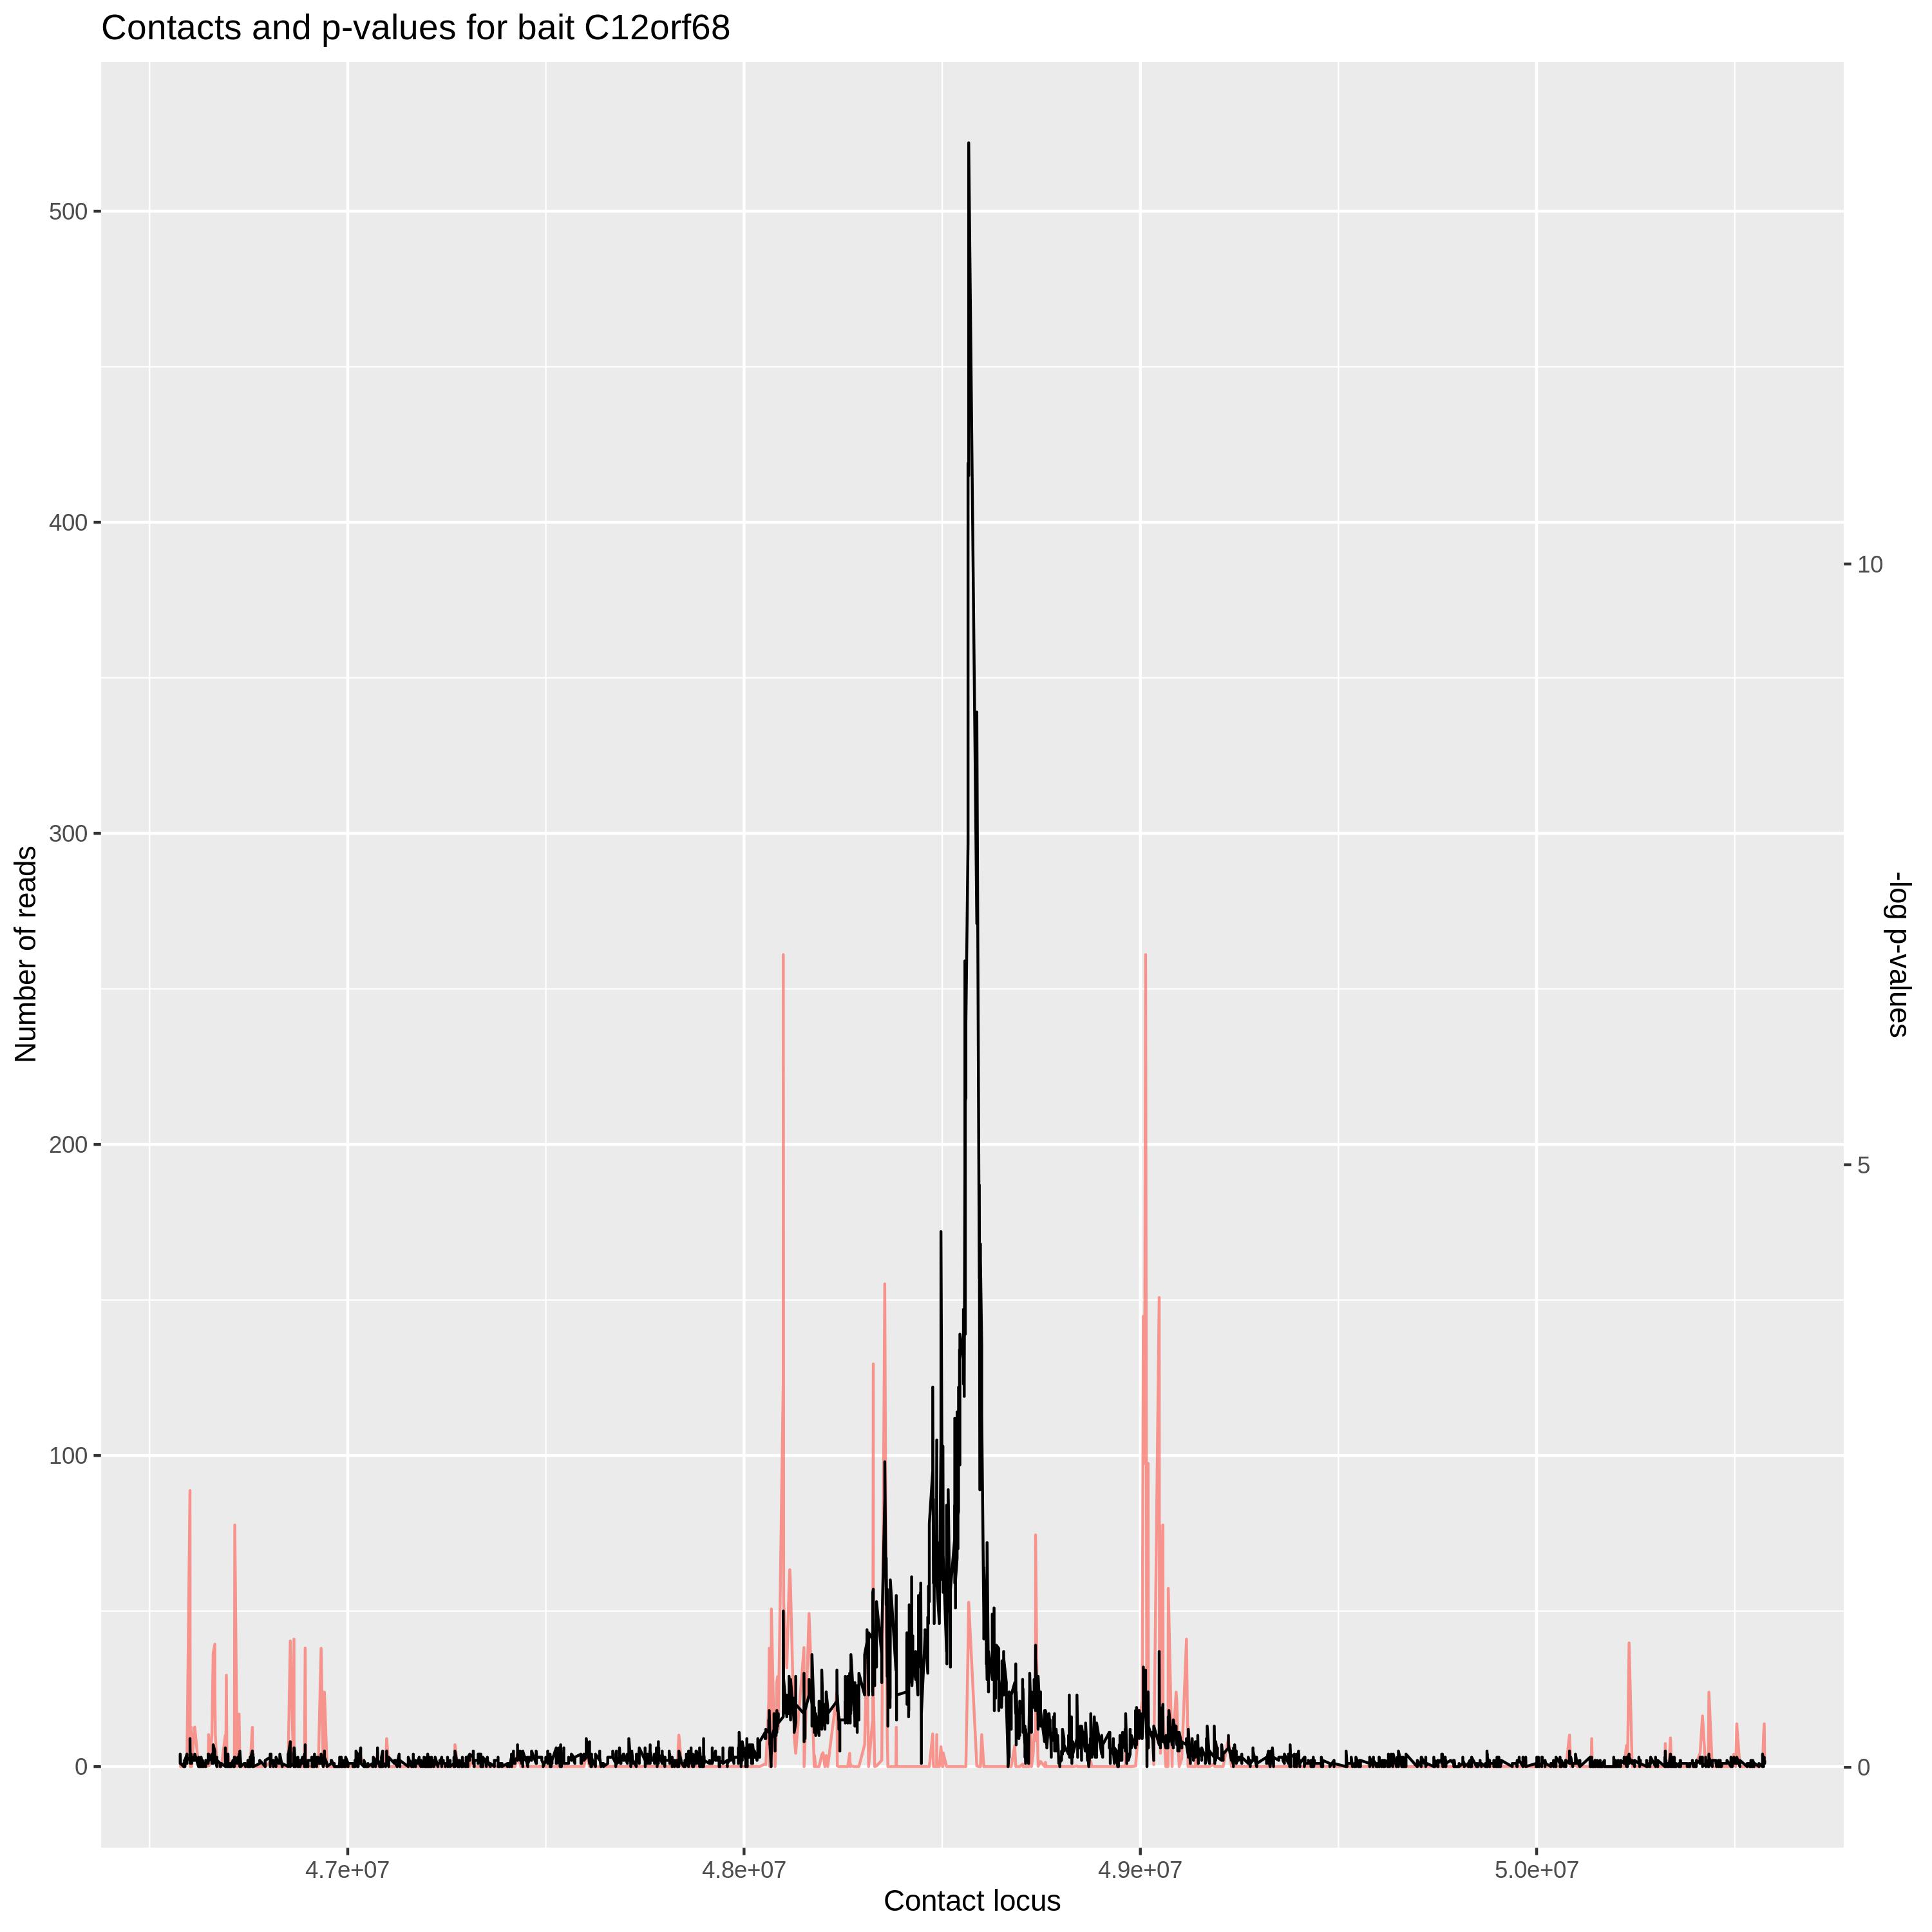 Contacts and p-values for bait C12orf68
500
400
300
200
100
0
Number of reads
10
5
0
-log p-values
4.7e+07
4.8e+07
4.9e+07
5.0e+07
Contact locus